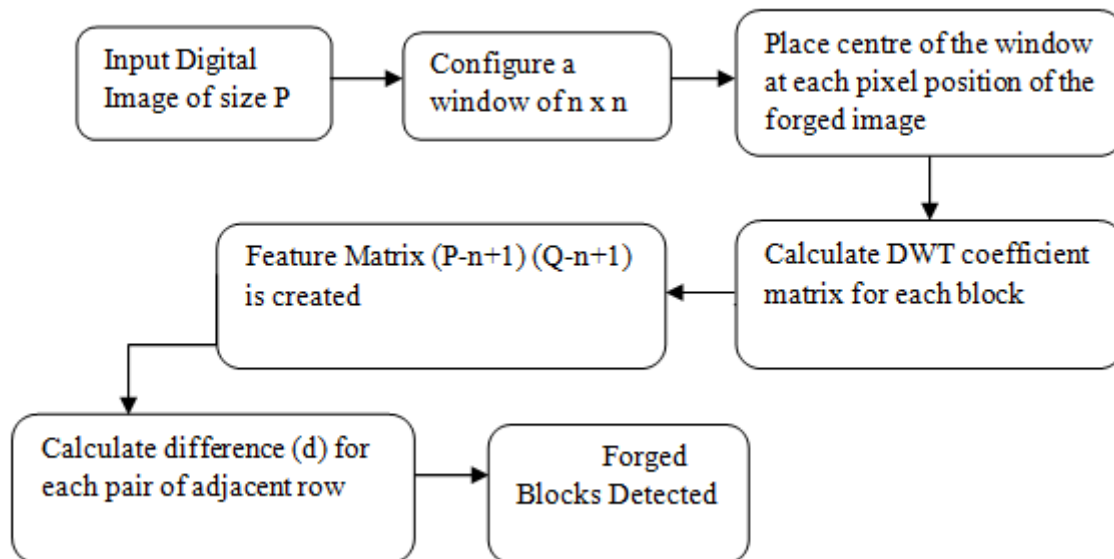 Input Digital
Image of size P
Configure a
window of n x n
Place centre of the window
at each pixel position of the
forged image
Calculate DWT coefficient
matrix for each block
Feature Matrix (P-n+1) (Q-n+1)
is created
Calculate difference (d) for
each pair of adjacent row
Forged
Blocks Detected